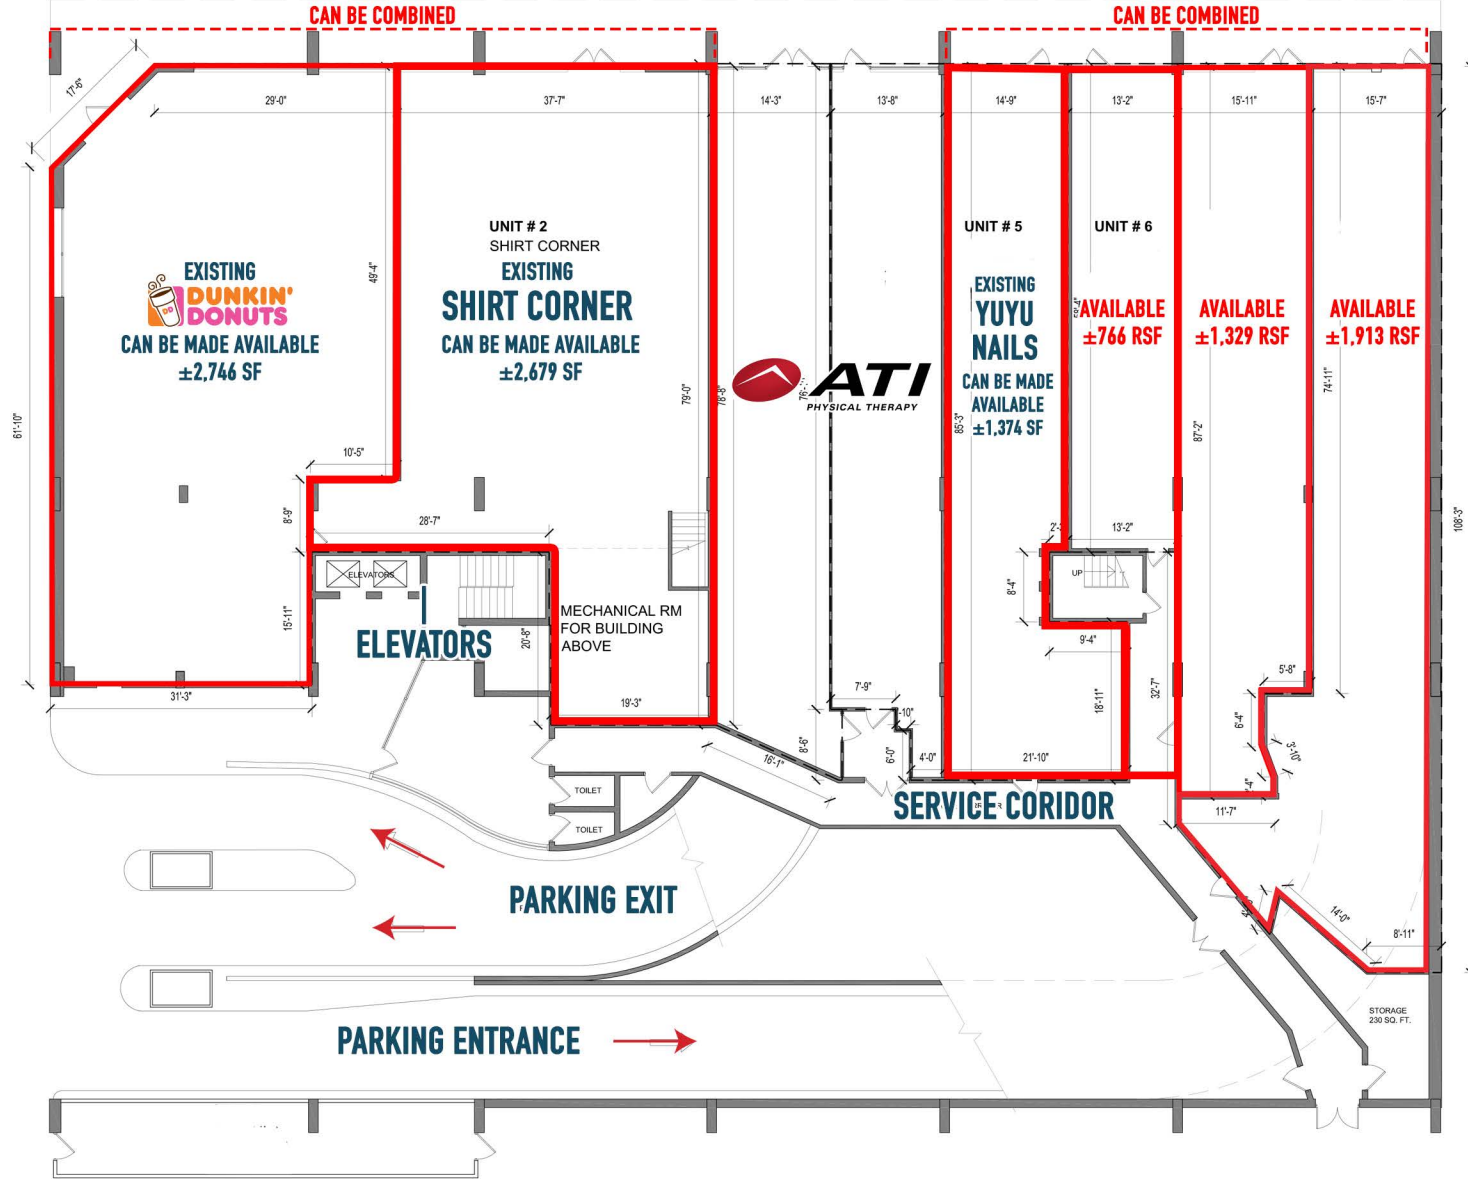 CAN BE COMBINED
CAN BE COMBINED
17'-6"
29'-0"
37'-7"
14'-3"
13'-8"
14'-9"
13'-2"
15'-11"
15'-7"
UNIT # 2
SHIRT CORNER
UNIT # 5
UNIT # 6
EXISTING
DUNKIN'
DONUTS
DD
CAN BE MADE AVAILABLE
±2,746 SF
49'-4"
EXISTING
SHIRT CORNER
CAN BE MADE AVAILABLE
±2,679 SF
79'-0"
78'-8"
ATI
PHYSICAL THERAPY
EXISTING
YUYU
NAILS
CAN BE MADE
AVAILABLE
±1,374 SF
85'-3"
AVAILABLE
±766 RSF
AVAILABLE
±1,329 RSF
AVAILABLE
±1,913 RSF
74'-11"
87'-2"
61'-10"
108'-3"
10'-5"
8'-9"
28'-7"
13'-2"
ELEVATORS
UP
8'-4"
15'-11"
20'-8"
MECHANICAL RM
FOR BUILDING
ABOVE
ELEVATORS
9'-4"
5'-8"
31'-3"
19'-3"
7'-9"
18'-11"
32'-7"
6'-4"
8'-6"
6'-0"
4'-0"
21'-10"
3'-10"
16'-1"
TOILET
TOILET
SERVICE CORIDOR
11'-7"
PARKING EXIT
14'-0"
8'-11"
STORAGE
230 SQ. FT.
PARKING ENTRANCE